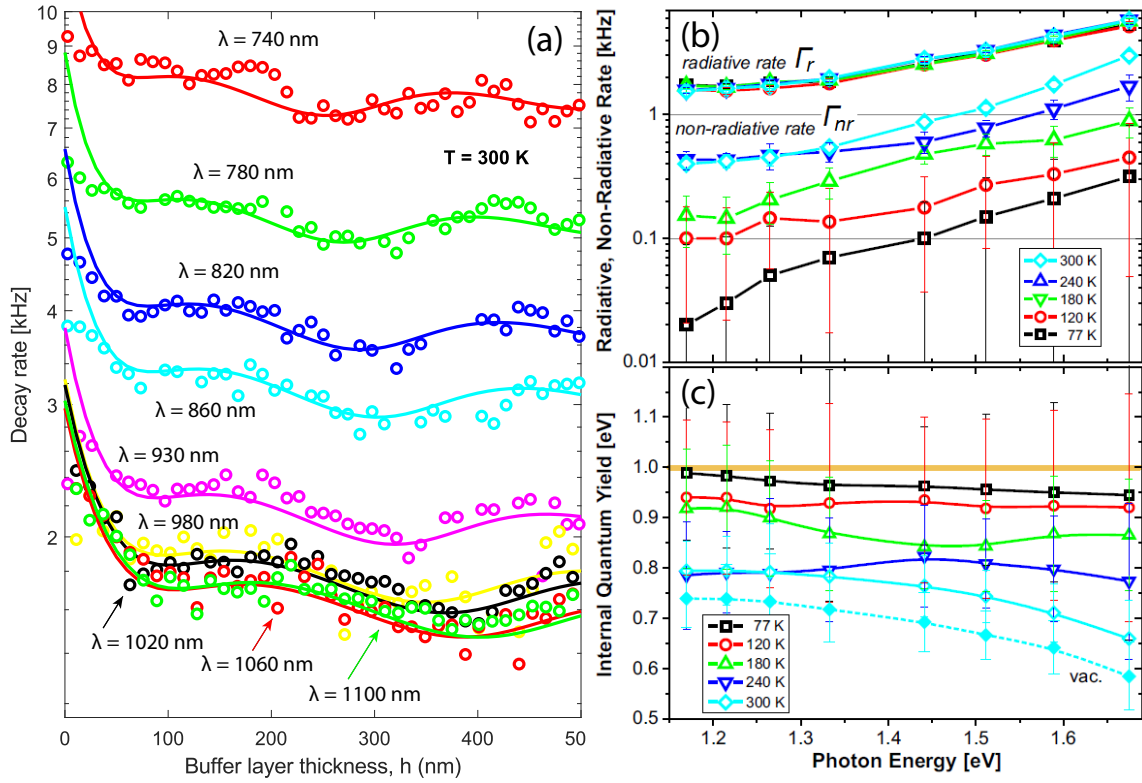 (a)
λ = 740 nm
T = 300 K
λ = 780 nm
λ = 820 nm
λ = 860 nm
λ = 930 nm
λ = 980 nm
λ = 1020 nm
λ = 1060 nm
λ = 1100 nm
Decay rate [kHz]
10
9
8
7
6
5
4
3
2
0
100
200
300
400
50
Buffer layer thickness, h (nm)
(b)
radiative rate Γr
non-radiative rate Γnr
Radiative, Non-Radiative Rate [kHz]
1
0.1
0.01
300 K
240 K
180 K
120 K
77 K
(c)
Internal Quantum Yield [eV]
1.1
1.0
0.9
0.8
0.7
0.6
0.5
77 K
120 K
180 K
240 K
300 K
vac.
1.2
1.3
1.4
1.5
1.6
Photon Energy [eV]